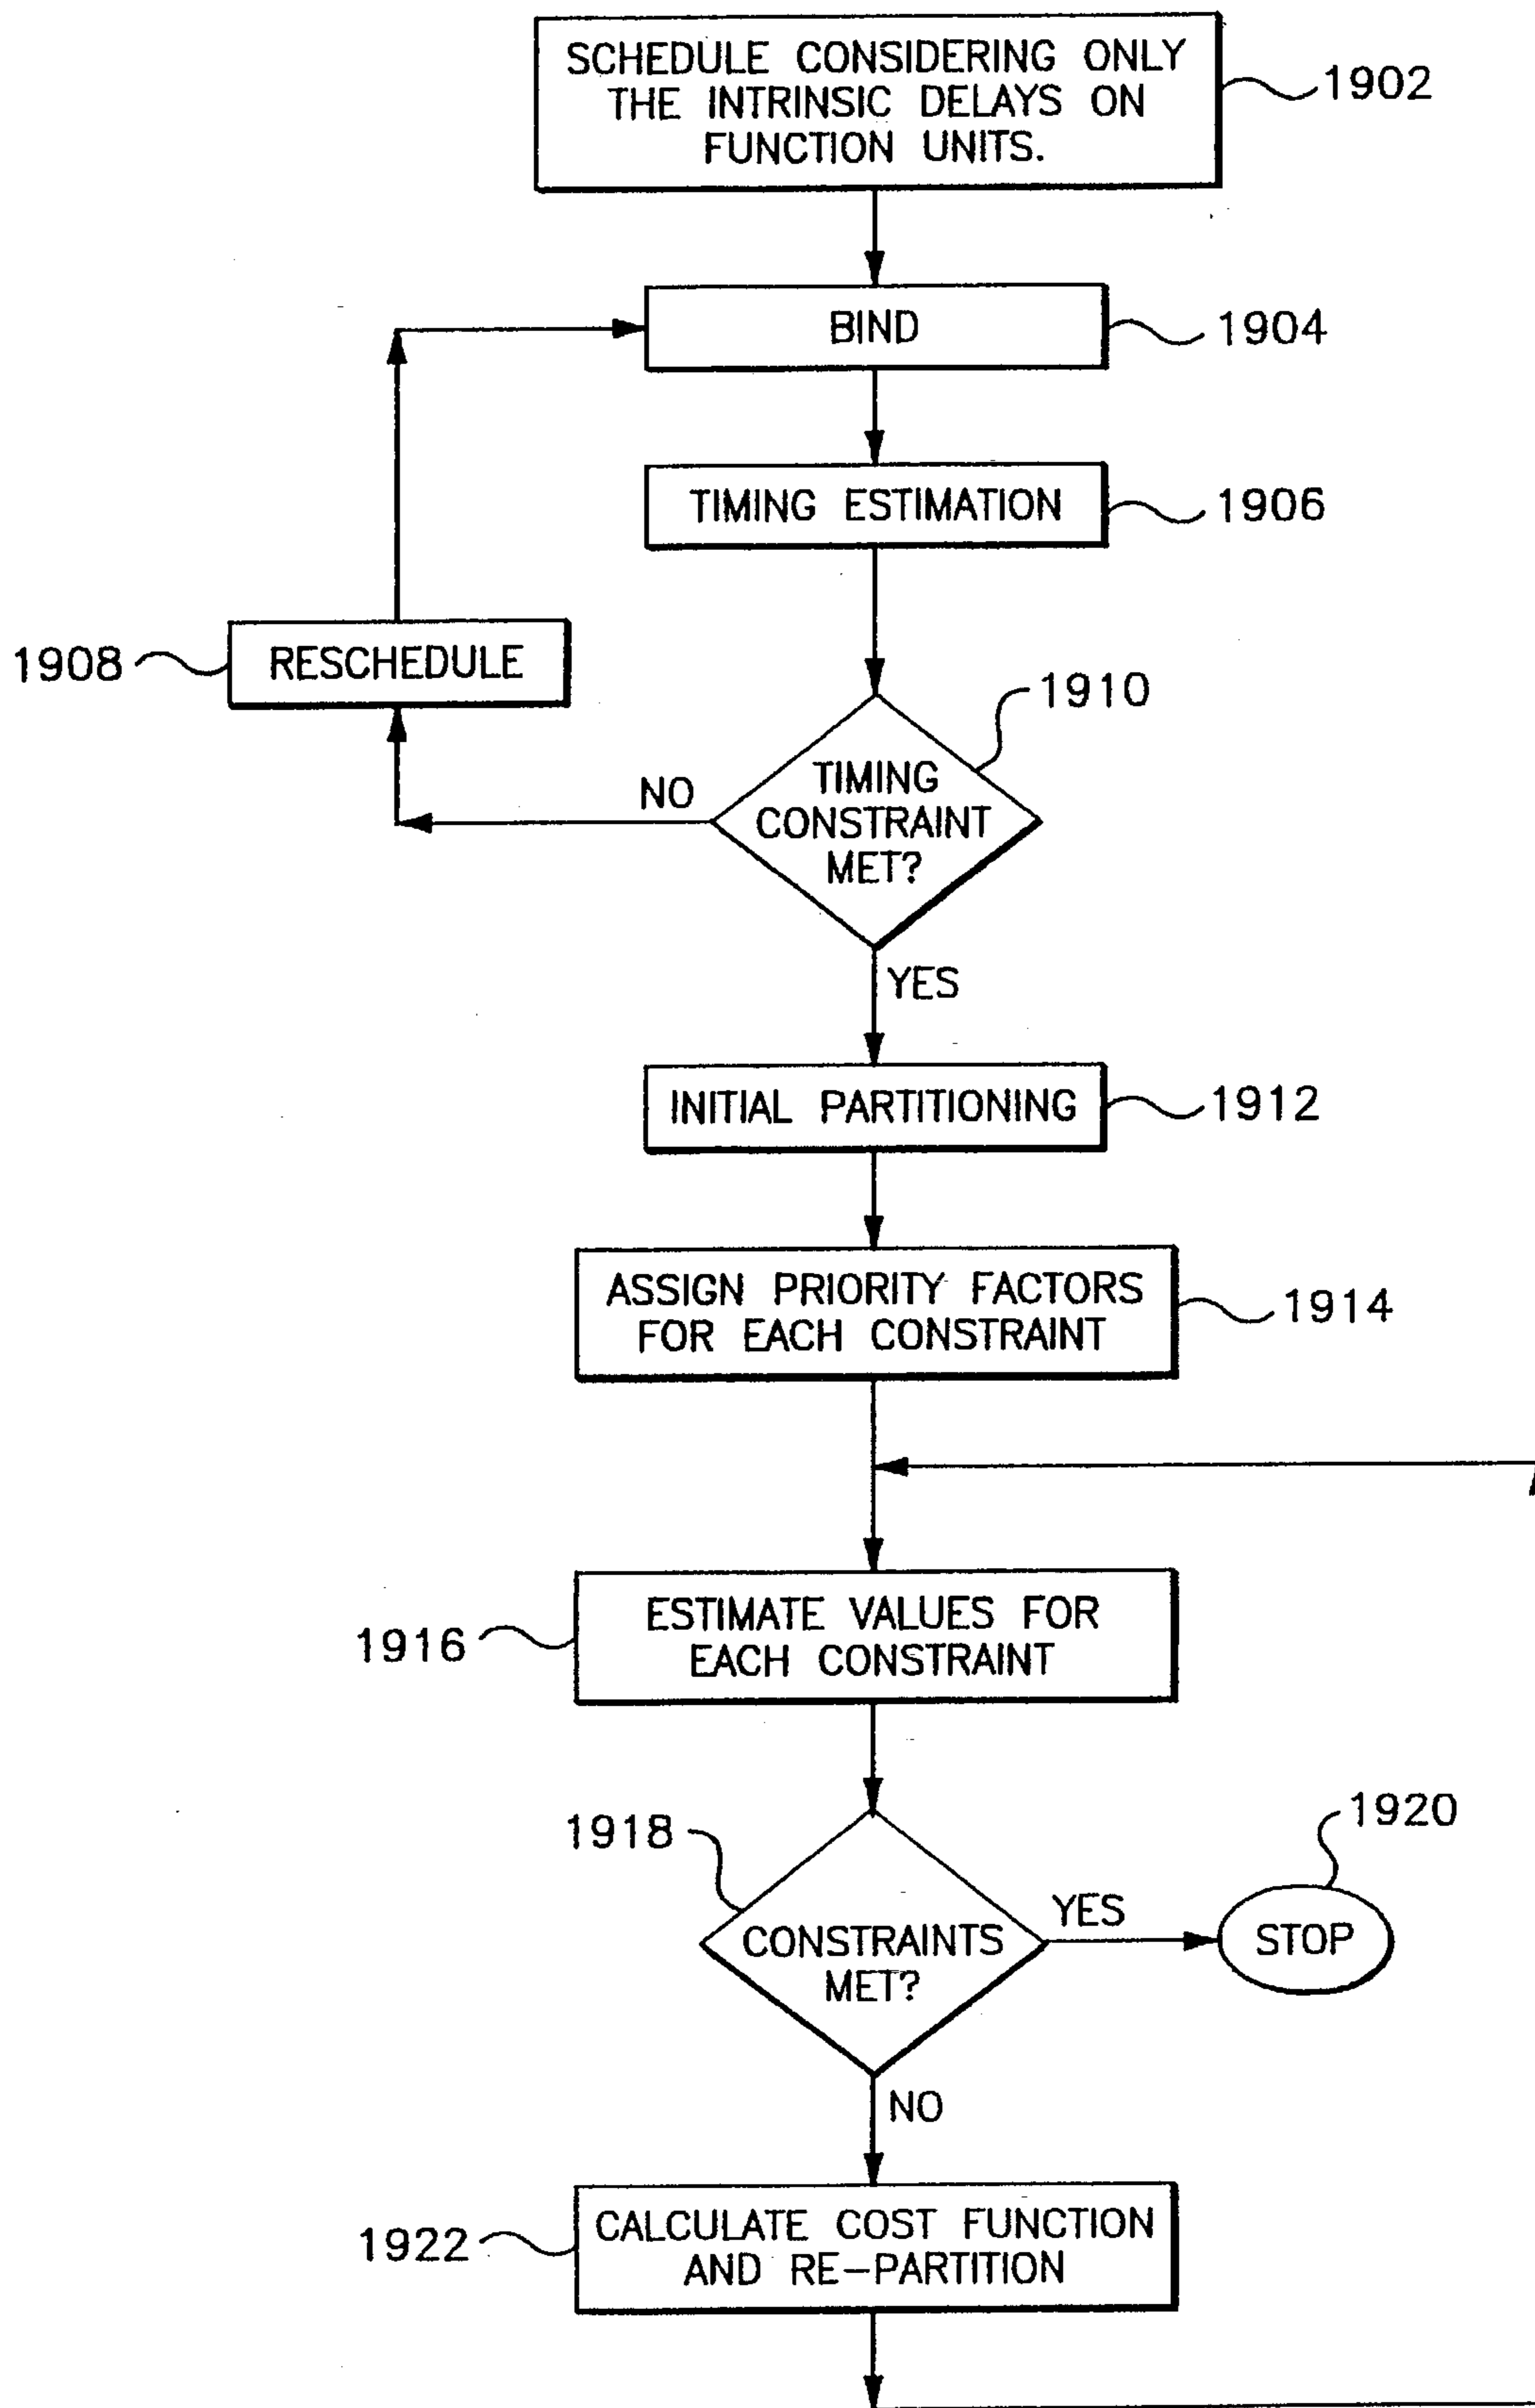 SCHEDULE CONSIDERING ONLY
THE INTRINSIC DELAYS ON
FUNCTION UNITS.
1902
BIND
1904
TIMING ESTIMATION
1906
1908
RESCHEDULE
1910
TIMING
CONSTRAINT
MET?
NO
YES
INITIAL PARTITIONING
1912
ASSIGN PRIORITY FACTORS
FOR EACH CONSTRAINT
1914
ESTIMATE VALUES FOR
EACH CONSTRAINT
1916
1918
CONSTRAINTS
MET?
YES
1920
STOP
NO
CALCULATE COST FUNCTION
AND RE-PARTITION
1922